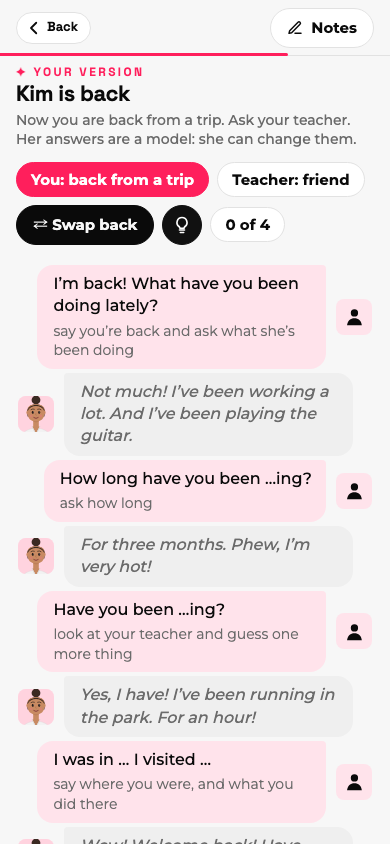 Back
Notes
✦ YOUR VERSION
Kim is back
Now you are back from a trip. Ask your teacher.
Her answers are a model: she can change them.
You: back from a trip
Teacher: friend
⇄ Swap back
0 of 4
I'm back! What have you been
doing lately?
say you're back and ask what she's
been doing
Not much! I've been working a
lot. And I've been playing the
guitar.
How long have you been ...ing?
ask how long
For three months. Phew, I'm
very hot!
Have you been ...ing?
look at your teacher and guess one
more thing
Yes, I have! I've been running in
the park. For an hour!
I was in ... I visited ...
say where you were, and what you
did there
Wow! Welcome back! Have